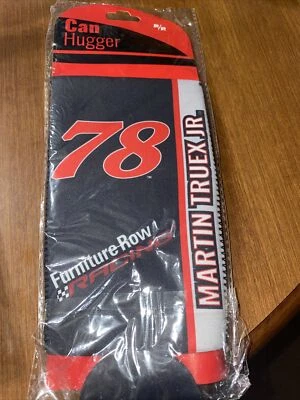 Can
Hugger
78
MARTIN TRUEX JR.
Furniture Row
RACING